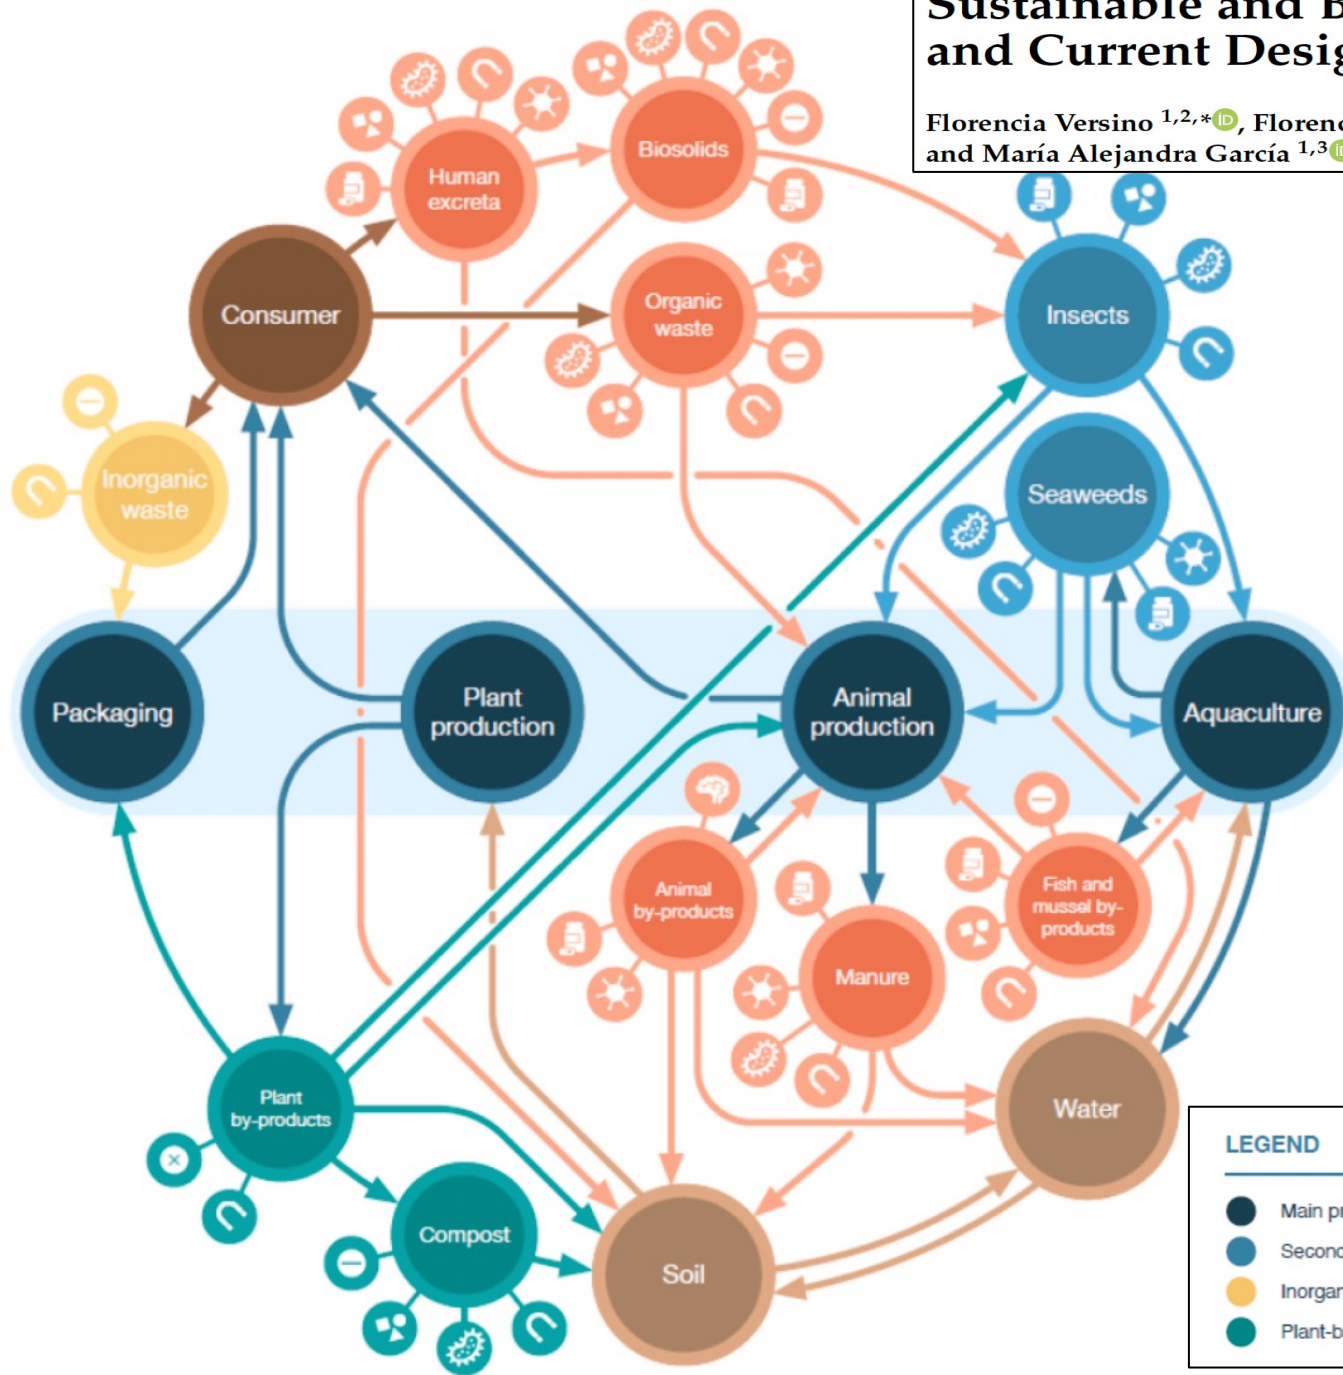 Sustainable and B
and Current Desig
Florencia Versino 1,2,* iD, Florenc
and María Alejandra García 1,3 iD
Biosolids
Human
excreta
Consumer
Organic
waste
Insects
Inorganic
waste
Seaweeds
Packaging
Plant
production
Animal
production
Aquaculture
Animal
by-products
Fish and
mussel by-
products
Manure
Plant
by-products
Water
Compost
Soil
LEGEND
Main pr
Second
Inorgar
Plant-b